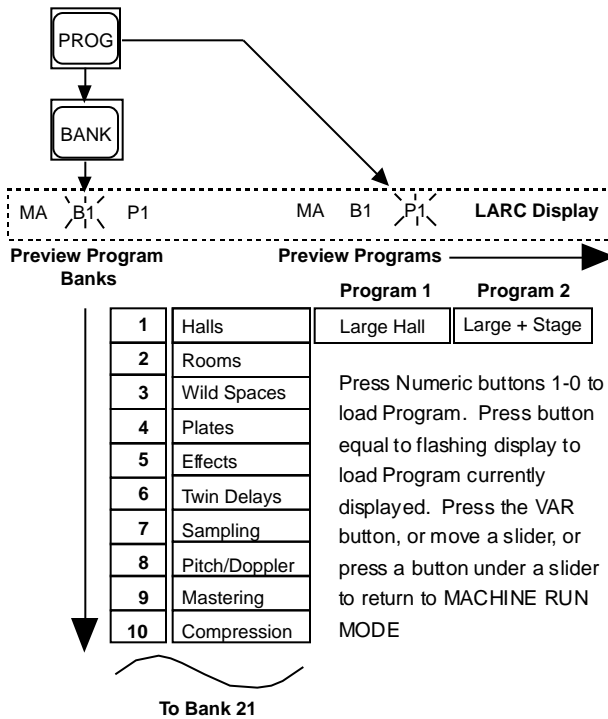 PROG
BANK
MA B1 P1 MA B1 P1 LARC Display
Preview Program Banks
Preview Programs
Program 1 Program 2
1 Halls Large Hall Large + Stage
2 Rooms
3 Wild Spaces
4 Plates
5 Effects
6 Twin Delays
7 Sampling
8 Pitch/Doppler
9 Mastering
10 Compression
Press Numeric buttons 1-0 to
load Program. Press button
equal to flashing display to
load Program currently
displayed. Press the VAR
button, or move a slider, or
press a button under a slider
to return to MACHINE RUN
MODE
To Bank 21